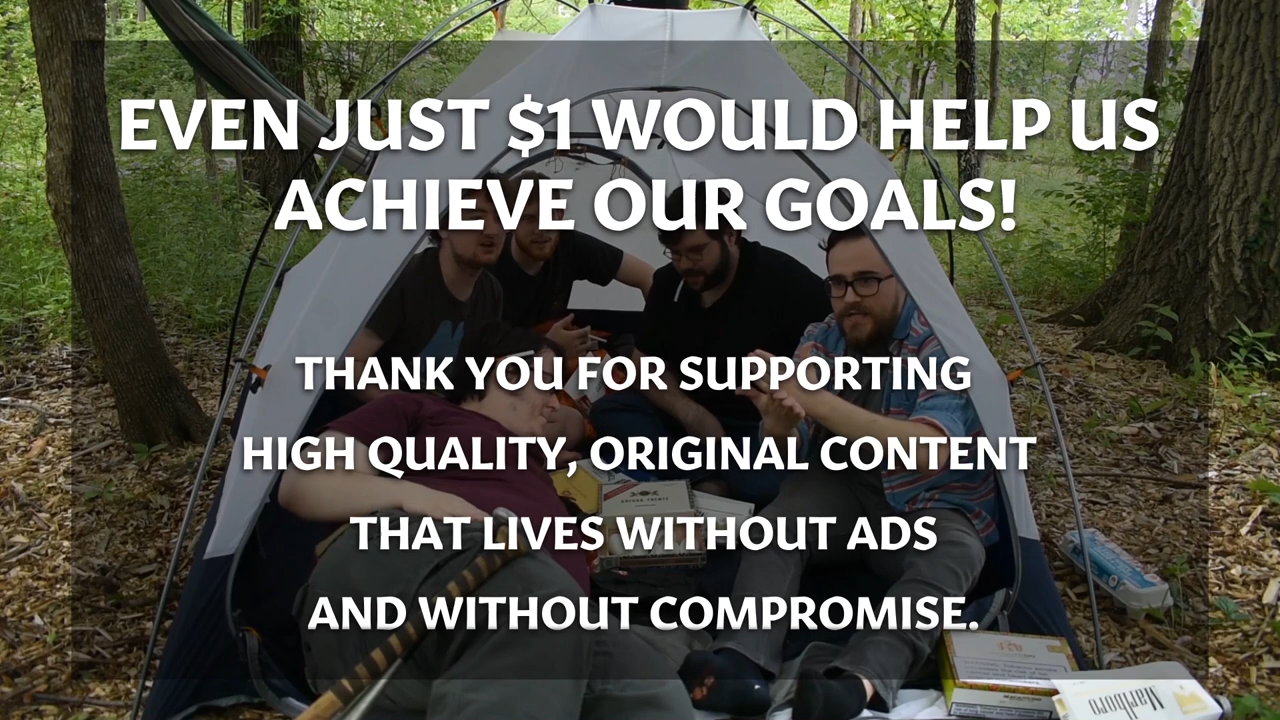 EVEN JUST $1 WOULD HELP US
ACHIEVE OUR GOALS!
THANK YOU FOR SUPPORTING
HIGH QUALITY, ORIGINAL CONTENT
THAT LIVES WITHOUT ADS
AND WITHOUT COMPROMISE.
Marlboro